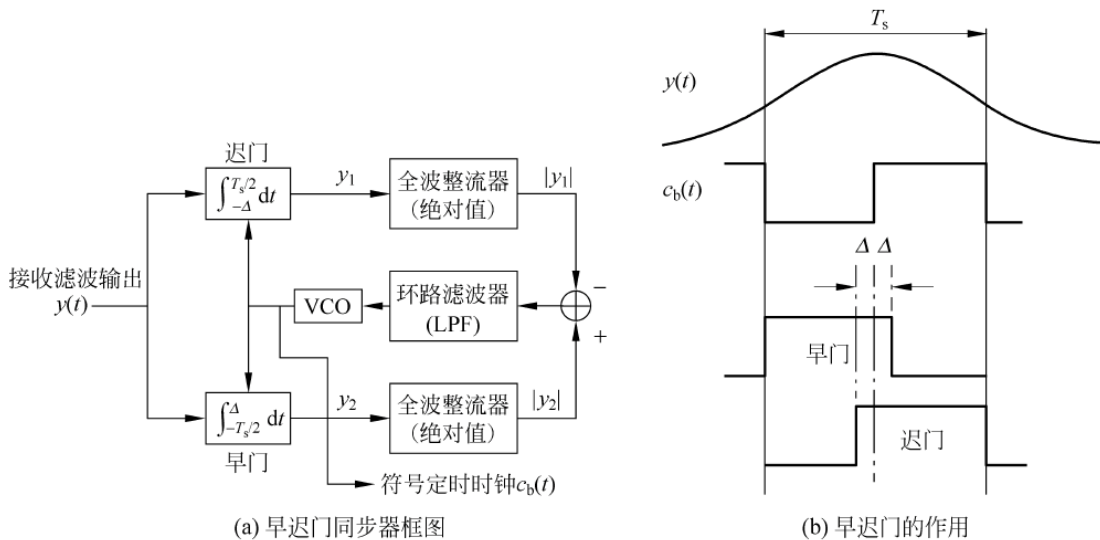 迟门
∫_{-Δ}^{T_s/2} dt
y_1
全波整流器
(绝对值)
|y_1|
接收滤波输出
y(t)
VCO
环路滤波器
(LPF)
−
+
∫_{-T_s/2}^{Δ} dt
早门
y_2
全波整流器
(绝对值)
|y_2|
符号定时时钟c_b(t)
(a) 早迟门同步器框图
T_s
y(t)
c_b(t)
Δ Δ
早门
迟门
(b) 早迟门的作用